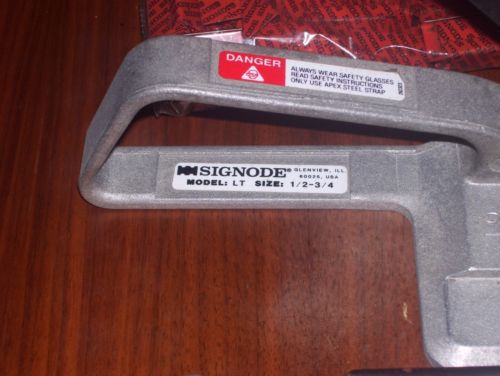 DANGER
ALWAYS WEAR SAFETY GLASSES
READ SAFETY INSTRUCTIONS
ONLY USE APEX STEEL STRAP
SIGNODE® GLENVIEW, ILL.
60025, USA
MODEL: LT SIZE: 1/2-3/4